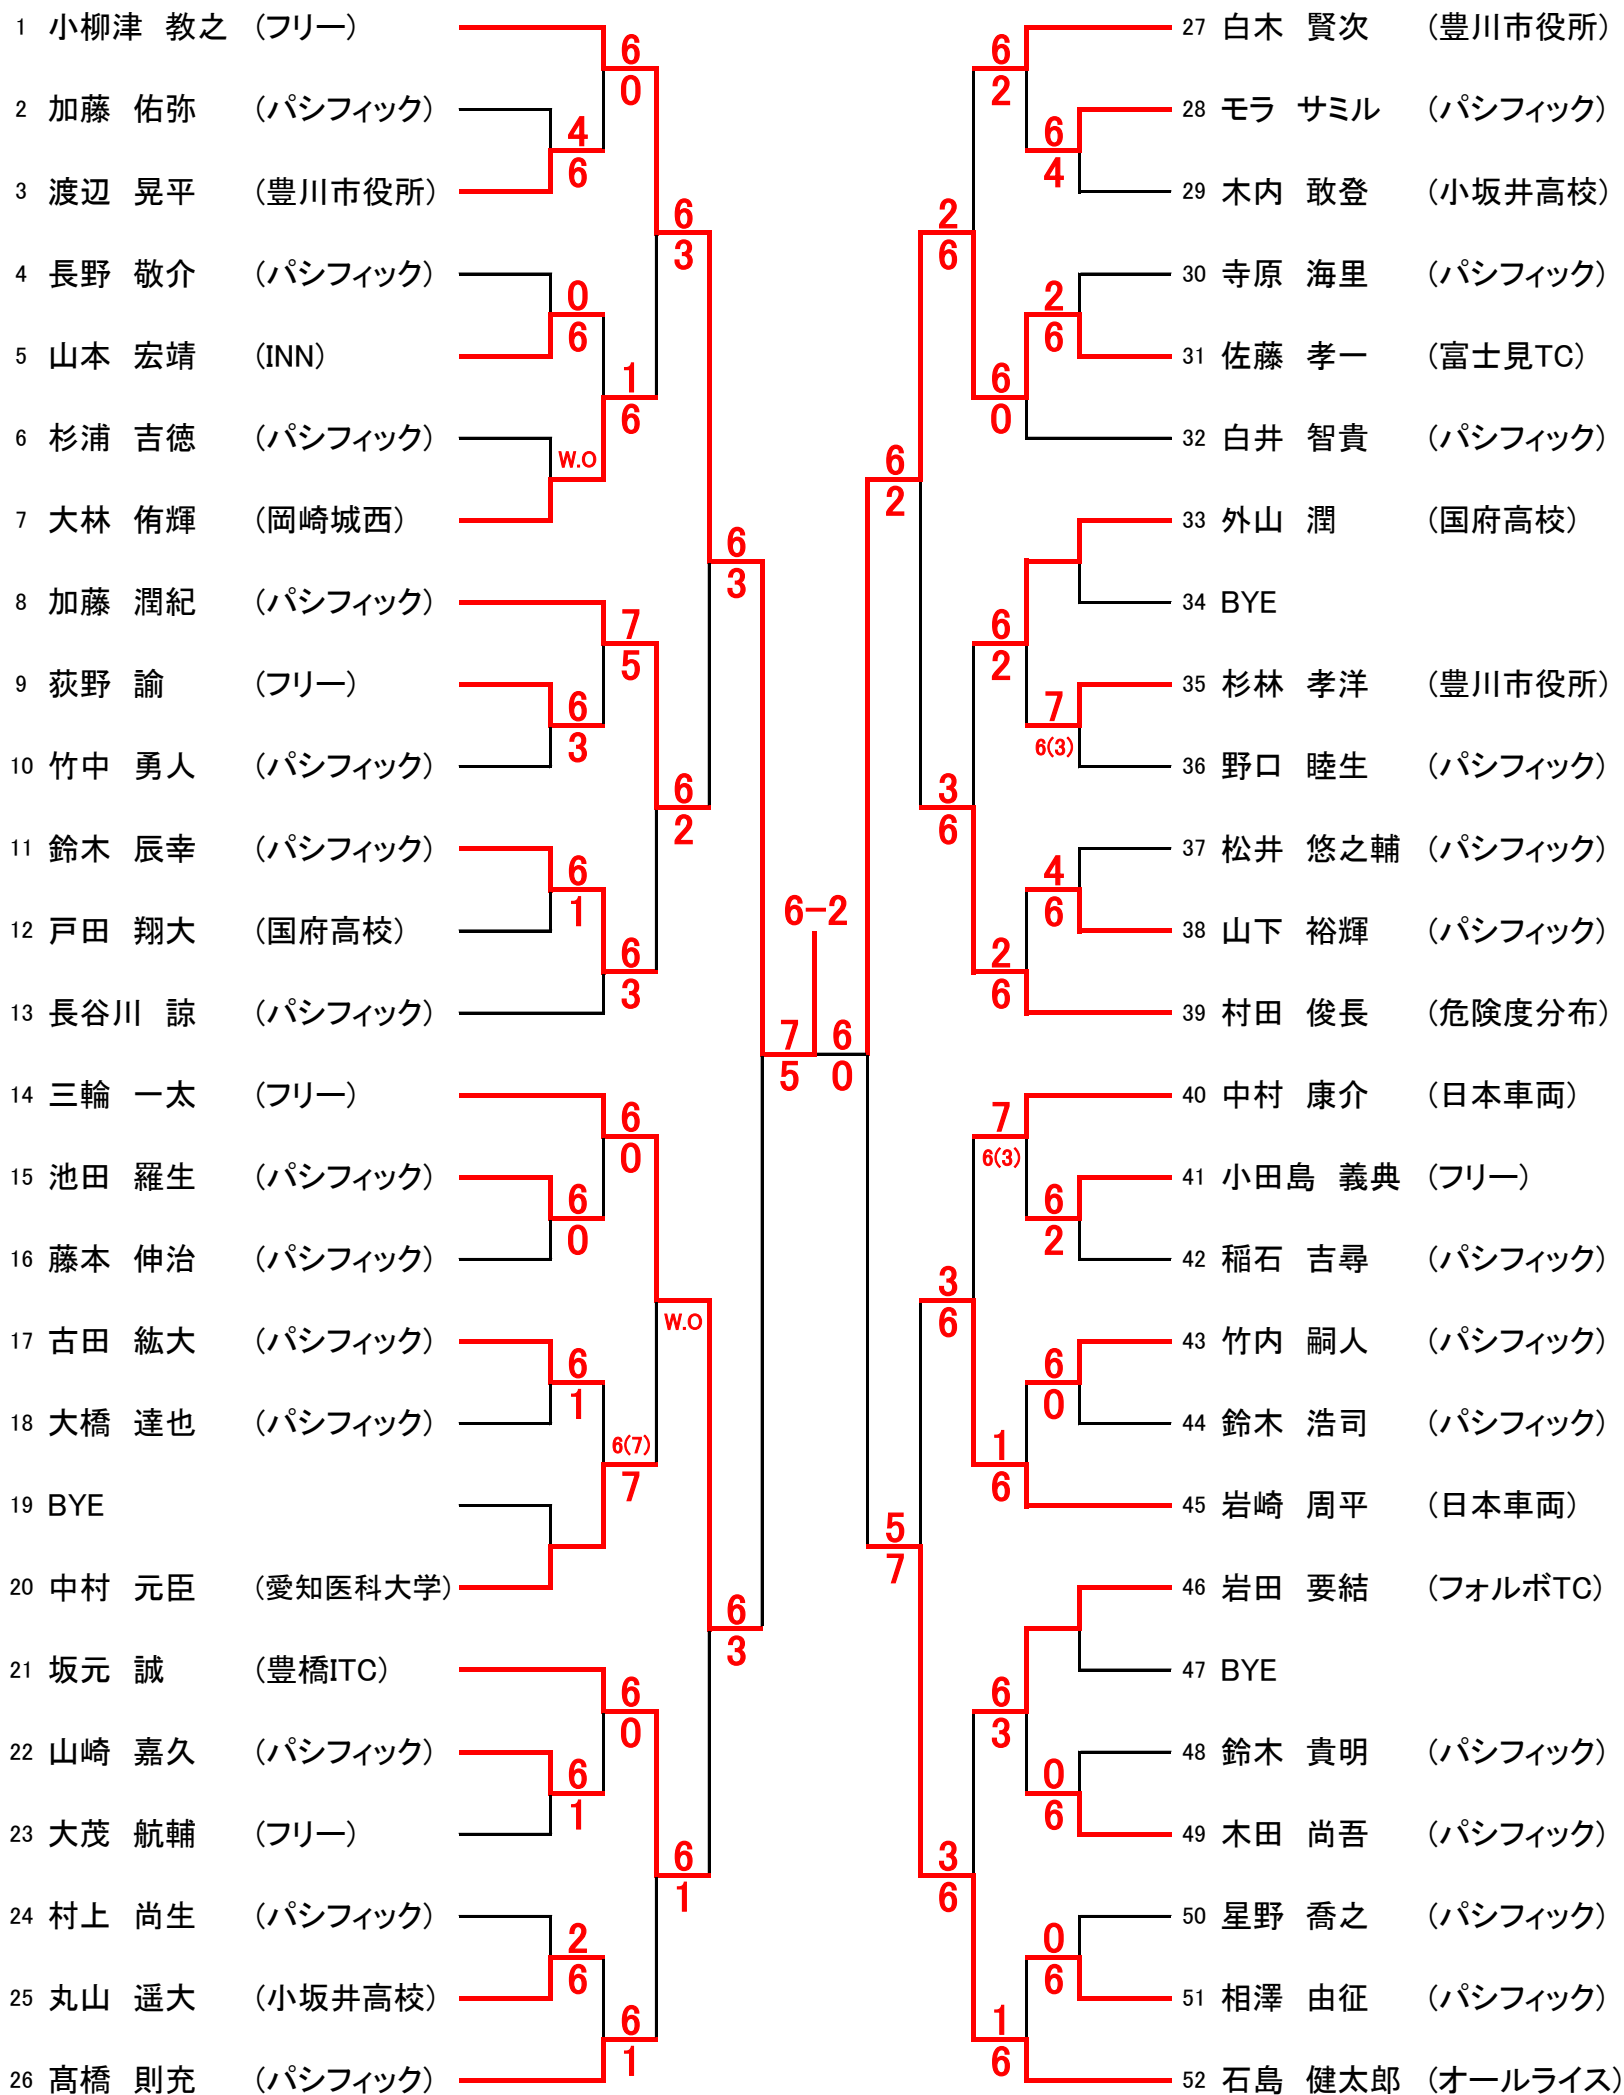 1 小柳津 教之 (フリー)
6
0
2 加藤 佑弥 (パシフィック)
4
6
3 渡辺 晃平 (豊川市役所)
6
3
4 長野 敬介 (パシフィック)
0
6
5 山本 宏靖 (INN)
1
6
6 杉浦 吉徳 (パシフィック)
W.O
7 大林 侑輝 (岡崎城西)
6
3
8 加藤 潤紀 (パシフィック)
7
5
9 荻野 諭 (フリー)
6
3
10 竹中 勇人 (パシフィック)
6
2
11 鈴木 辰幸 (パシフィック)
6
1
12 戸田 翔大 (国府高校)
6
3
13 長谷川 諒 (パシフィック)
7
5
14 三輪 一太 (フリー)
6
0
15 池田 羅生 (パシフィック)
6
0
16 藤本 伸治 (パシフィック)
W.O
17 古田 紘大 (パシフィック)
6
1
18 大橋 達也 (パシフィック)
6(7)
7
19 BYE
20 中村 元臣 (愛知医科大学)
6
3
21 坂元 誠 (豊橋ITC)
6
0
22 山崎 嘉久 (パシフィック)
6
1
23 大茂 航輔 (フリー)
6
1
24 村上 尚生 (パシフィック)
2
6
25 丸山 遥大 (小坂井高校)
6
1
26 髙橋 則充 (パシフィック)
6-2
27 白木 賢次 (豊川市役所)
6
2
28 モラ サミル (パシフィック)
6
4
29 木内 敢登 (小坂井高校)
2
6
30 寺原 海里 (パシフィック)
2
6
31 佐藤 孝一 (富士見TC)
6
0
32 白井 智貴 (パシフィック)
6
2
33 外山 潤 (国府高校)
34 BYE
6
2
35 杉林 孝洋 (豊川市役所)
7
6(3)
36 野口 睦生 (パシフィック)
3
6
37 松井 悠之輔 (パシフィック)
4
6
38 山下 裕輝 (パシフィック)
2
6
39 村田 俊長 (危険度分布)
6
0
40 中村 康介 (日本車両)
7
6(3)
41 小田島 義典 (フリー)
6
2
42 稲石 吉尋 (パシフィック)
3
6
43 竹内 嗣人 (パシフィック)
6
0
44 鈴木 浩司 (パシフィック)
1
6
45 岩崎 周平 (日本車両)
5
7
46 岩田 要結 (フォルボTC)
47 BYE
6
3
48 鈴木 貴明 (パシフィック)
0
6
49 木田 尚吾 (パシフィック)
3
6
50 星野 喬之 (パシフィック)
0
6
51 相澤 由征 (パシフィック)
1
6
52 石島 健太郎 (オールライス)